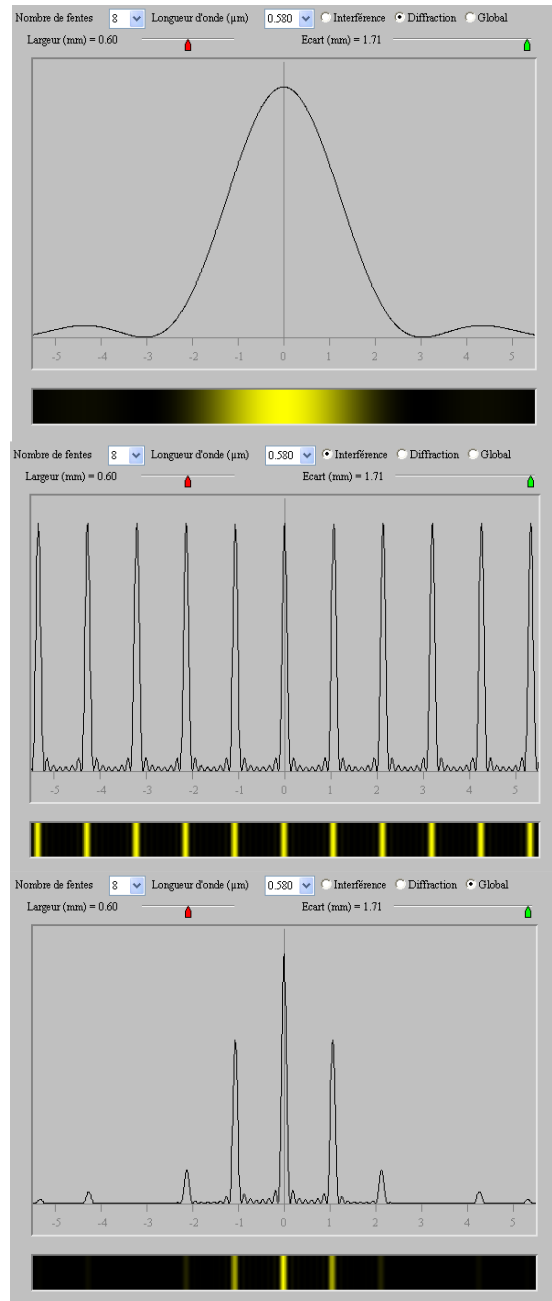 Nombre de fentes 8 Longueur d'onde (µm) 0.580 Interférence Diffraction Global
Largeur (mm) = 0.60 Ecart (mm) = 1.71
-5 -4 -3 -2 -1 0 1 2 3 4 5
Nombre de fentes 8 Longueur d'onde (µm) 0.580 Interférence Diffraction Global
Largeur (mm) = 0.60 Ecart (mm) = 1.71
-5 -4 -3 -2 -1 0 1 2 3 4 5
Nombre de fentes 8 Longueur d'onde (µm) 0.580 Interférence Diffraction Global
Largeur (mm) = 0.60 Ecart (mm) = 1.71
-5 -4 -3 -2 -1 0 1 2 3 4 5